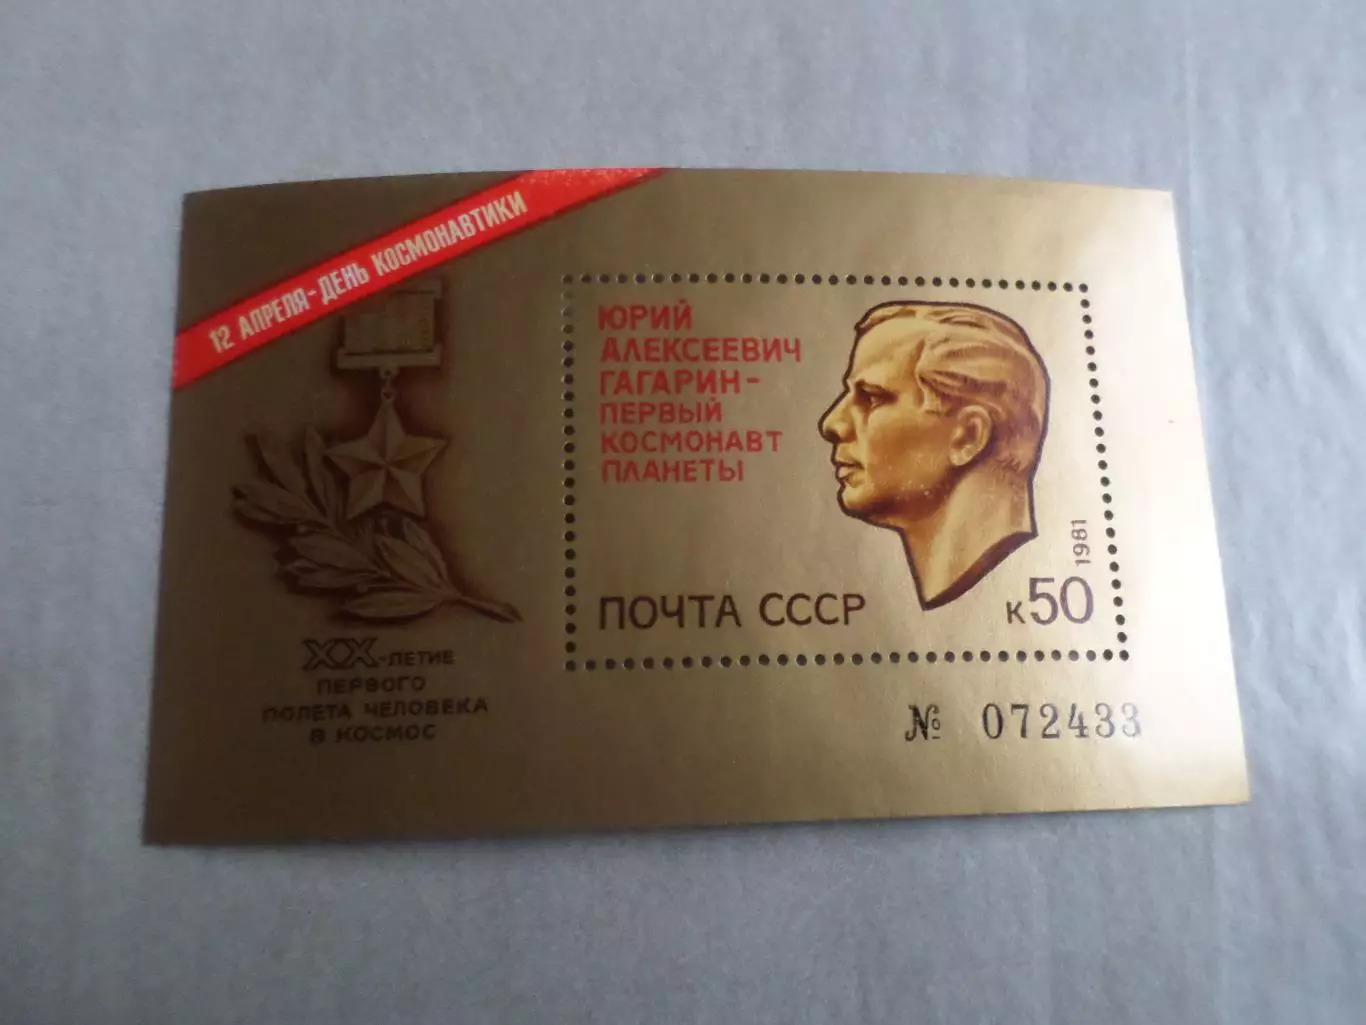 12 АПРЕЛЯ-ДЕНЬ КОСМОНАВТИКИ
ЮРИЙ
АЛЕКСЕЕВИЧ
ГАГАРИН-
ПЕРВЫЙ
КОСМОНАВТ
ПЛАНЕТЫ
1981
ПОЧТА СССР
к50
XX-ЛЕТИЕ
ПЕРВОГО
ПОЛЕТА ЧЕЛОВЕКА
В КОСМОС
№ 072433